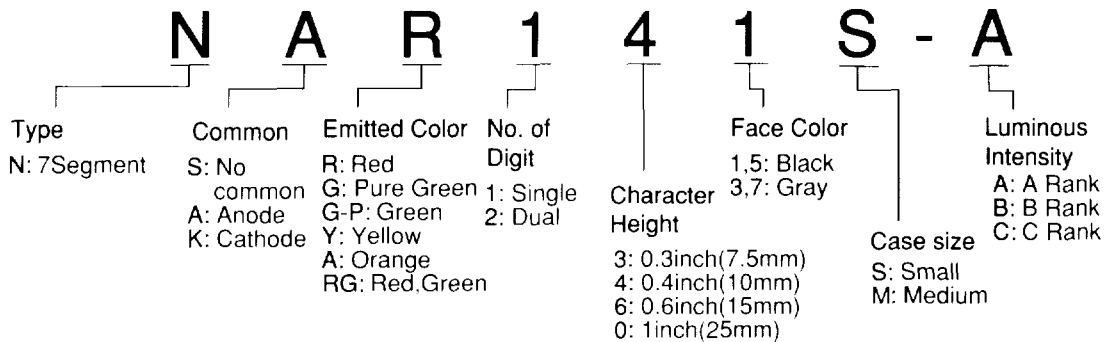 N A R 1 4 1 S - A
Type
N: 7Segment
Common
S: No
common
A: Anode
K: Cathode
Emitted Color
R: Red
G: Pure Green
G-P: Green
Y: Yellow
A: Orange
RG: Red,Green
No. of
Digit
1: Single
2: Dual
Character
Height
3: 0.3inch(7.5mm)
4: 0.4inch(10mm)
6: 0.6inch(15mm)
0: 1inch(25mm)
Face Color
1,5: Black
3,7: Gray
Case size
S: Small
M: Medium
Luminous
Intensity
A: A Rank
B: B Rank
C: C Rank